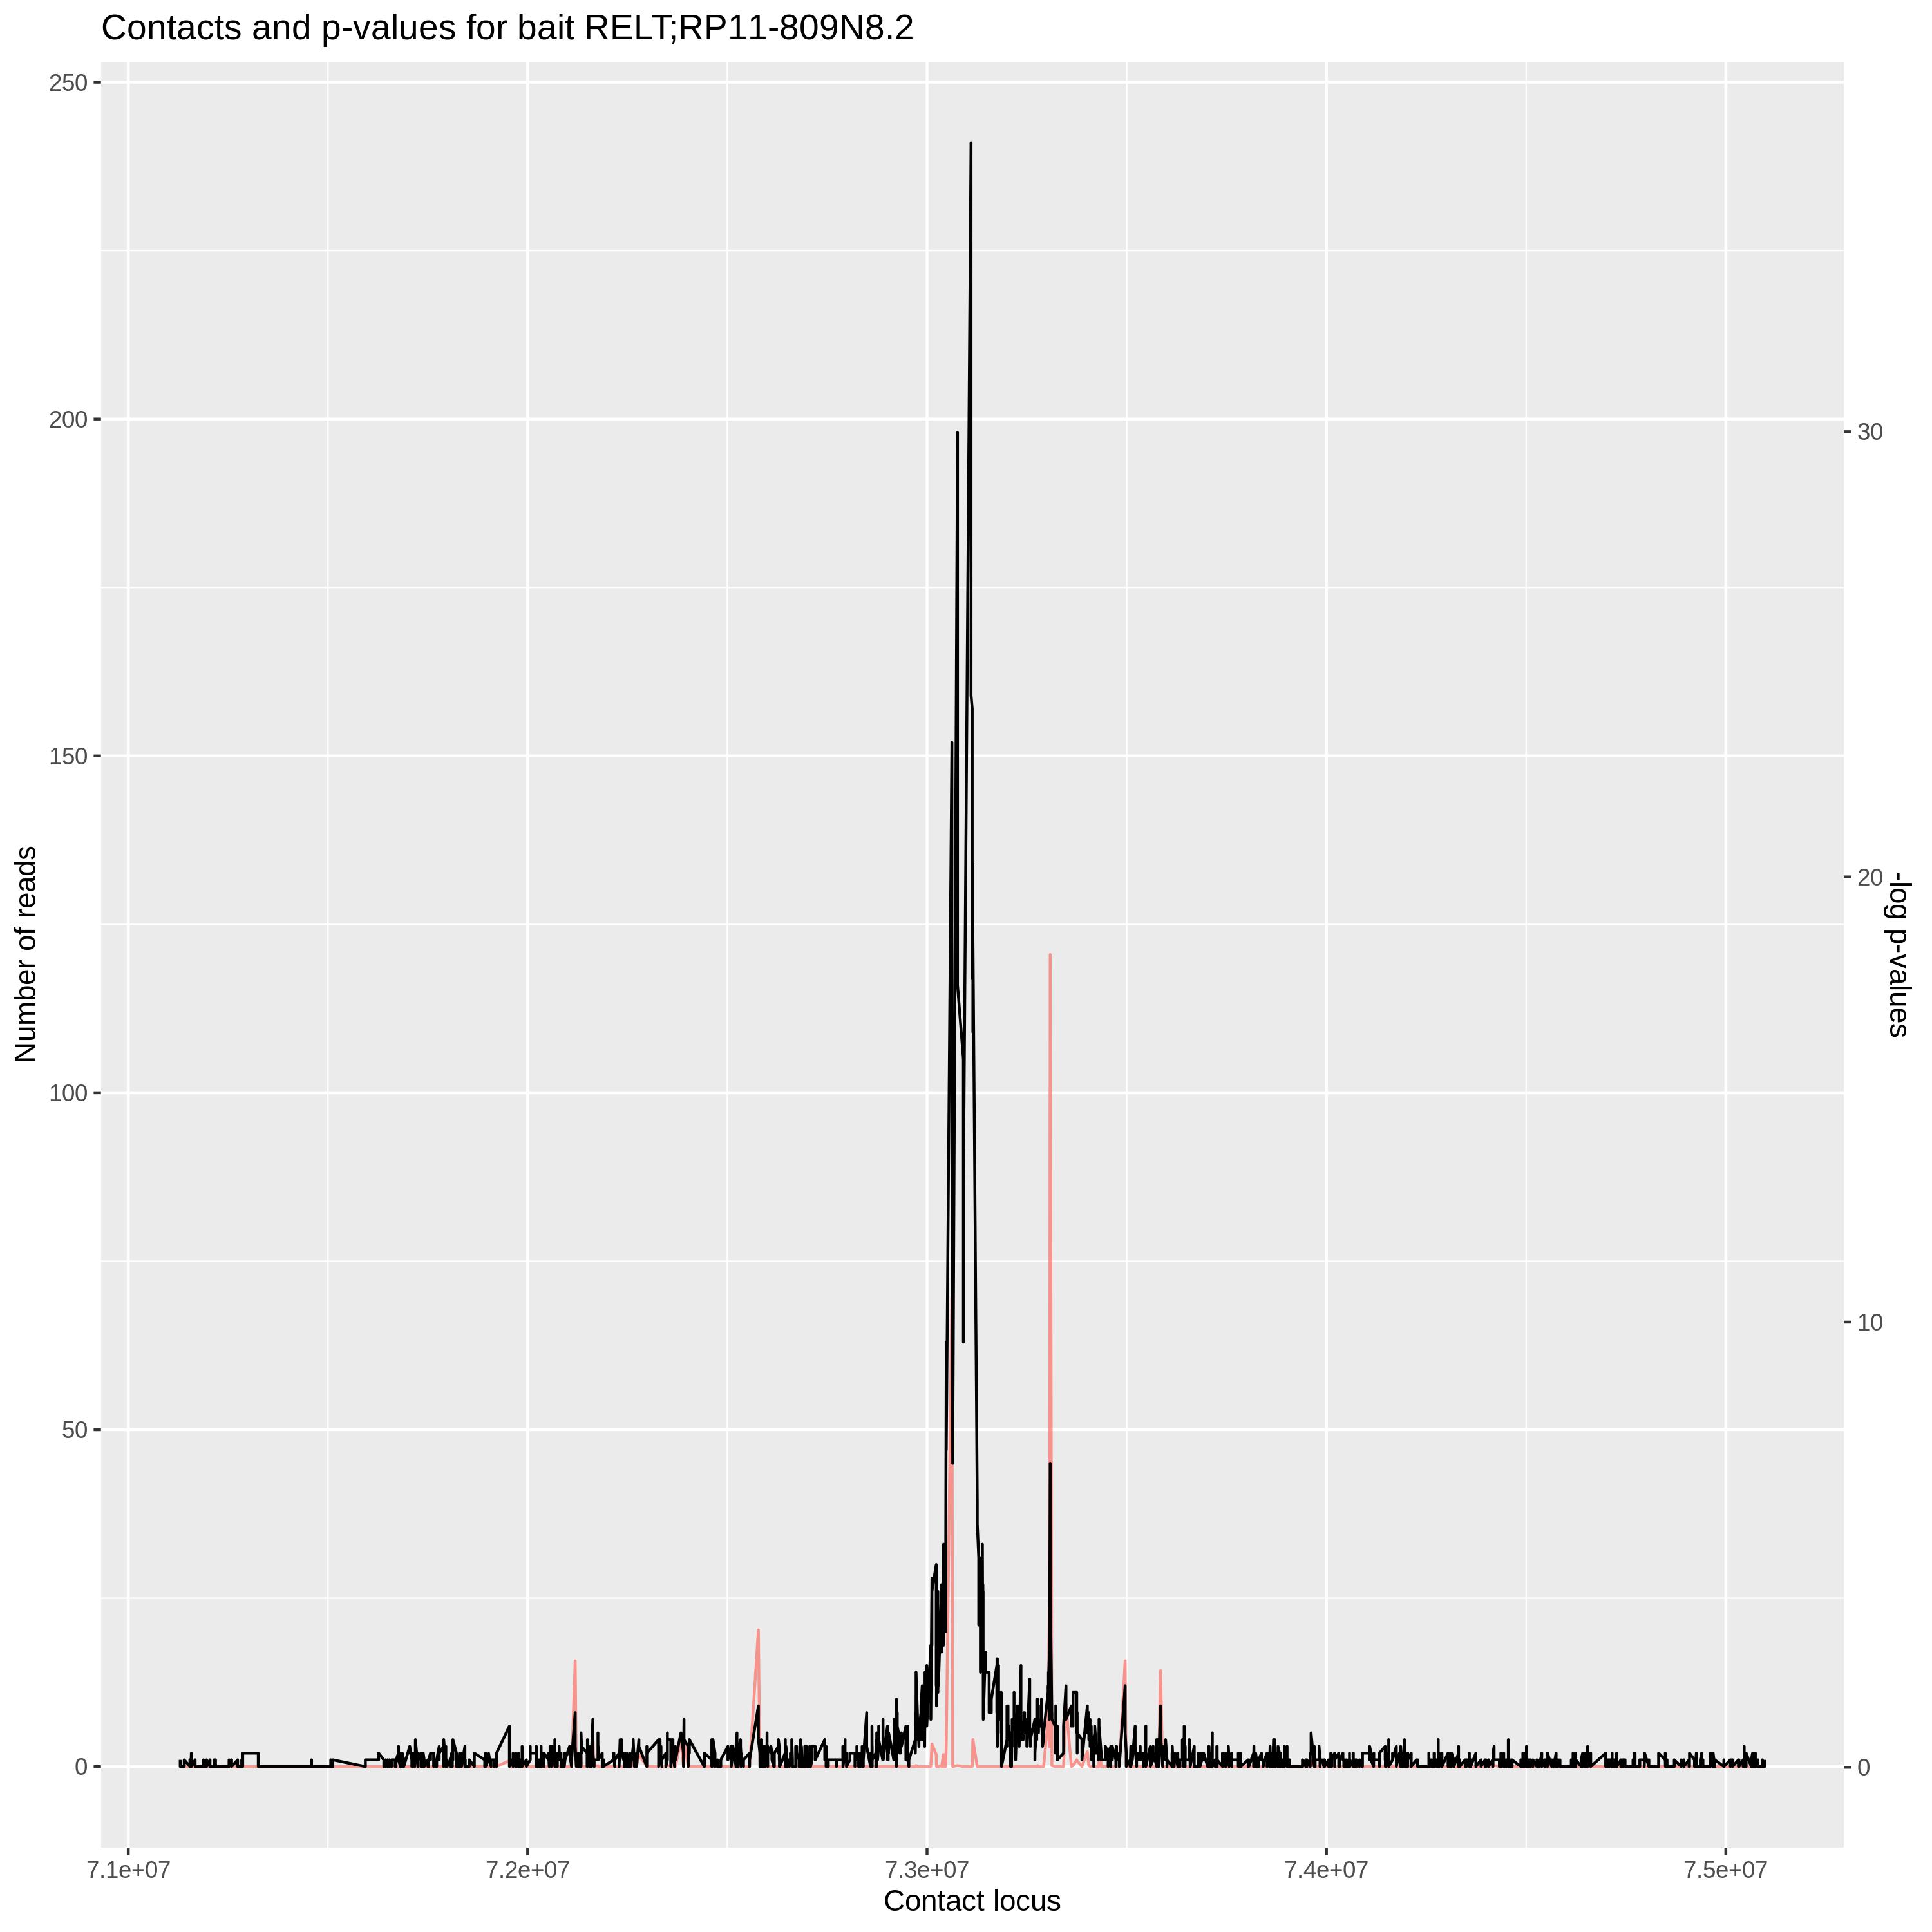 Contacts and p-values for bait RELT;RP11-809N8.2
250
200
150
100
50
0
Number of reads
30
20
10
0
-log p-values
7.1e+07 7.2e+07 7.3e+07 7.4e+07 7.5e+07
Contact locus